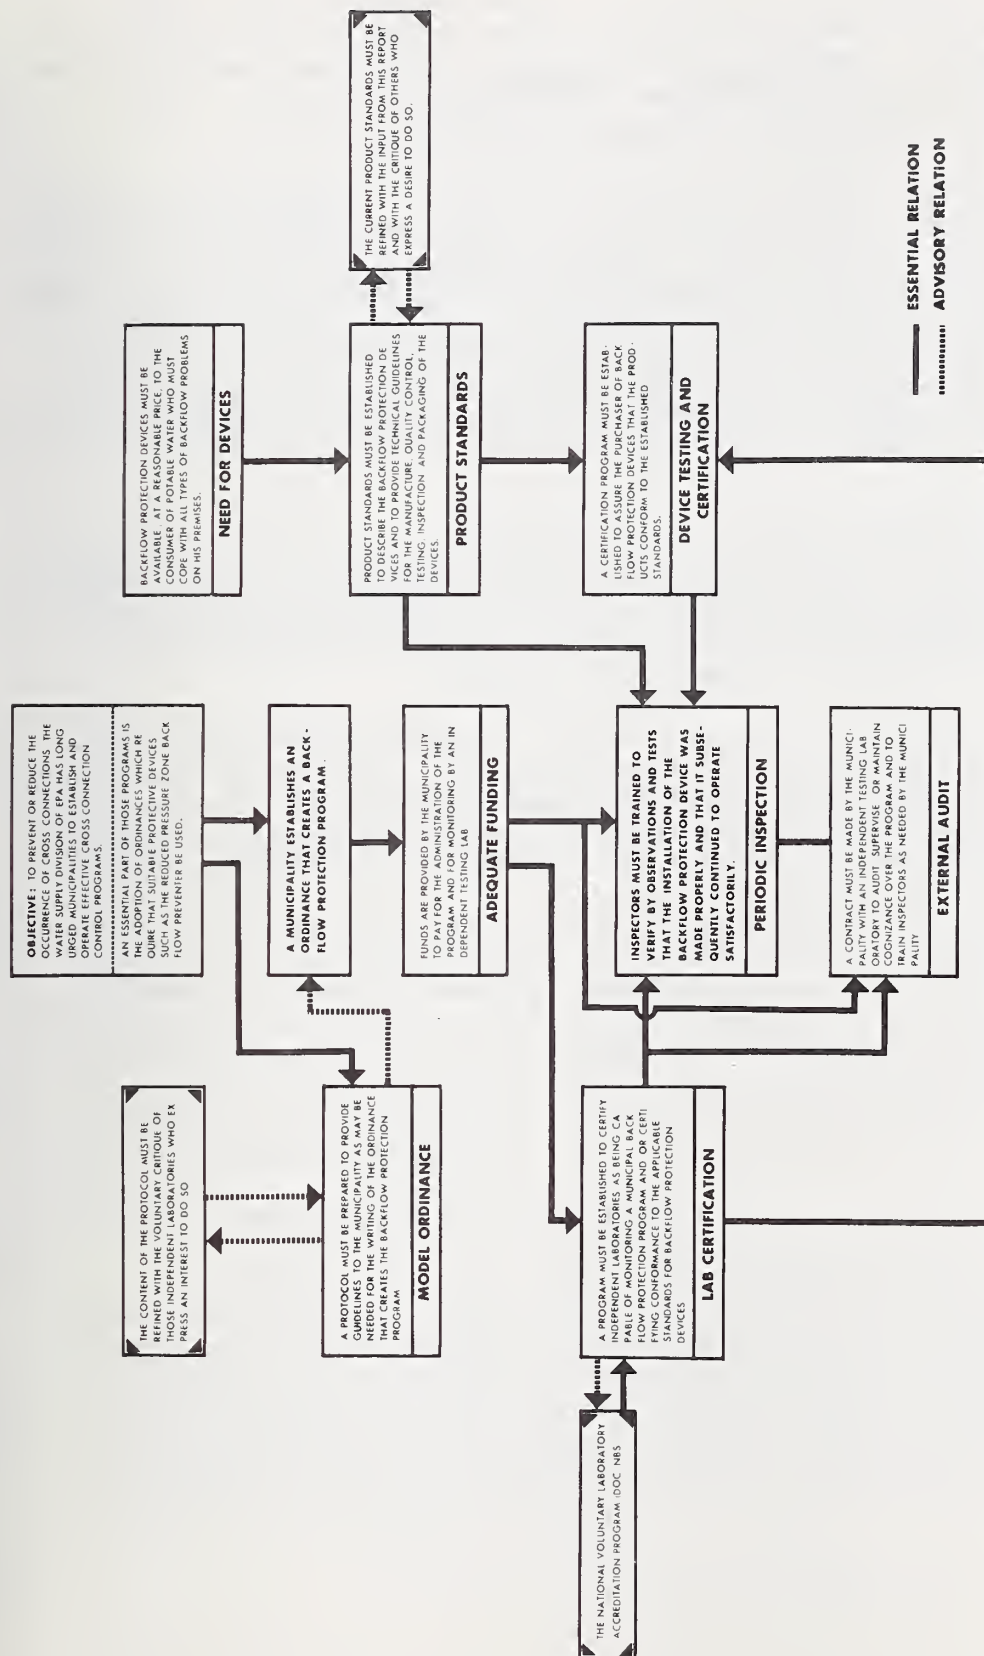 OBJECTIVE: TO PREVENT OR REDUCE THE
OCCURRENCE OF CROSS CONNECTIONS THE
WATER SUPPLY DIVISION OF EPA HAS LONG
URGED MUNICIPALITIES TO ESTABLISH AND
OPERATE EFFECTIVE CROSS CONNECTION
CONTROL PROGRAMS.
AN ESSENTIAL PART OF THOSE PROGRAMS IS
THE ADOPTION OF ORDINANCES WHICH RE
QUIRE THAT SUITABLE PROTECTIVE DEVICES
SUCH AS THE REDUCED PRESSURE ZONE BACK
FLOW PREVENTER BE USED.
THE CONTENT OF THE PROTOCOL MUST BE
REFINED WITH THE VOLUNTARY CRITIQUE OF
THOSE INDEPENDENT LABORATORIES WHO EX
PRESS AN INTEREST TO DO SO
A PROTOCOL MUST BE PREPARED TO PROVIDE
GUIDELINES TO THE MUNICIPALITY AS MAY BE
NEEDED FOR THE WRITING OF THE ORDINANCE
THAT CREATES THE BACKFLOW PROTECTION
PROGRAM
MODEL ORDINANCE
A MUNICIPALITY ESTABLISHES AN
ORDINANCE THAT CREATES A BACK-
FLOW PROTECTION PROGRAM.
FUNDS ARE PROVIDED BY THE MUNICIPALITY
TO PAY FOR THE ADMINISTRATION OF THE
PROGRAM AND FOR MONITORING BY AN IN
DEPENDENT TESTING LAB
ADEQUATE FUNDING
BACKFLOW PROTECTION DEVICES MUST BE
AVAILABLE, AT A REASONABLE PRICE, TO THE
CONSUMER OF POTABLE WATER WHO MUST
COPE WITH ALL TYPES OF BACKFLOW PROBLEMS
ON HIS PREMISES.
NEED FOR DEVICES
PRODUCT STANDARDS MUST BE ESTABLISHED
TO DESCRIBE THE BACKFLOW PROTECTION DE
VICES AND TO PROVIDE TECHNICAL GUIDELINES
FOR THE MANUFACTURE, QUALITY CONTROL,
TESTING, INSPECTION AND PACKAGING OF THE
DEVICES.
PRODUCT STANDARDS
THE CURRENT PRODUCT STANDARDS MUST BE
REFINED WITH THE INPUT FROM THIS REPORT
AND WITH THE CRITIQUE OF OTHERS WHO
EXPRESS A DESIRE TO DO SO.
THE NATIONAL VOLUNTARY LABORATORY
ACCREDITATION PROGRAM DOC NBS
A PROGRAM MUST BE ESTABLISHED TO CERTIFY
INDEPENDENT LABORATORIES AS BEING CA
PABLE OF MONITORING A MUNICIPAL BACK
FLOW PROTECTION PROGRAM AND OR CERTI
FYING CONFORMANCE TO THE APPLICABLE
STANDARDS FOR BACKFLOW PROTECTION
DEVICES
LAB CERTIFICATION
INSPECTORS MUST BE TRAINED TO
VERIFY BY OBSERVATIONS AND TESTS
THAT THE INSTALLATION OF THE
BACKFLOW PROTECTION DEVICE WAS
MADE PROPERLY AND THAT IT SUBSE-
QUENTLY CONTINUED TO OPERATE
SATISFACTORILY.
PERIODIC INSPECTION
A CERTIFICATION PROGRAM MUST BE ESTAB-
LISHED TO ASSURE THE PURCHASER OF BACK
FLOW PROTECTION DEVICES THAT THE PROD-
UCTS CONFORM TO THE ESTABLISHED
STANDARDS.
DEVICE TESTING AND
CERTIFICATION
A CONTRACT MUST BE MADE BY THE MUNICI-
PALITY WITH AN INDEPENDENT TESTING LAB
ORATORY TO AUDIT SUPERVISE OR MAINTAIN
COGNIZANCE OVER THE PROGRAM AND TO
TRAIN INSPECTORS AS NEEDED BY THE MUNICI
PALITY
EXTERNAL AUDIT
ESSENTIAL RELATION
ADVISORY RELATION